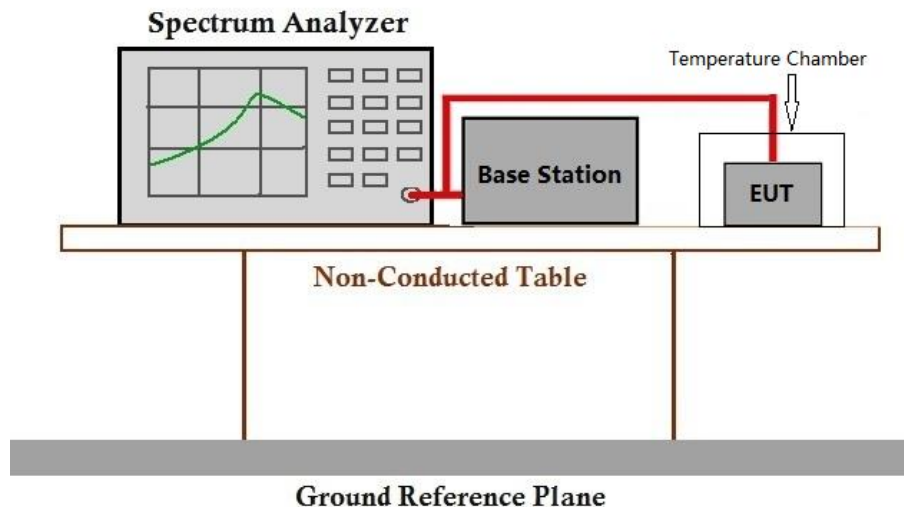 Spectrum Analyzer
Temperature Chamber
Base Station
EUT
Non-Conducted Table
Ground Reference Plane